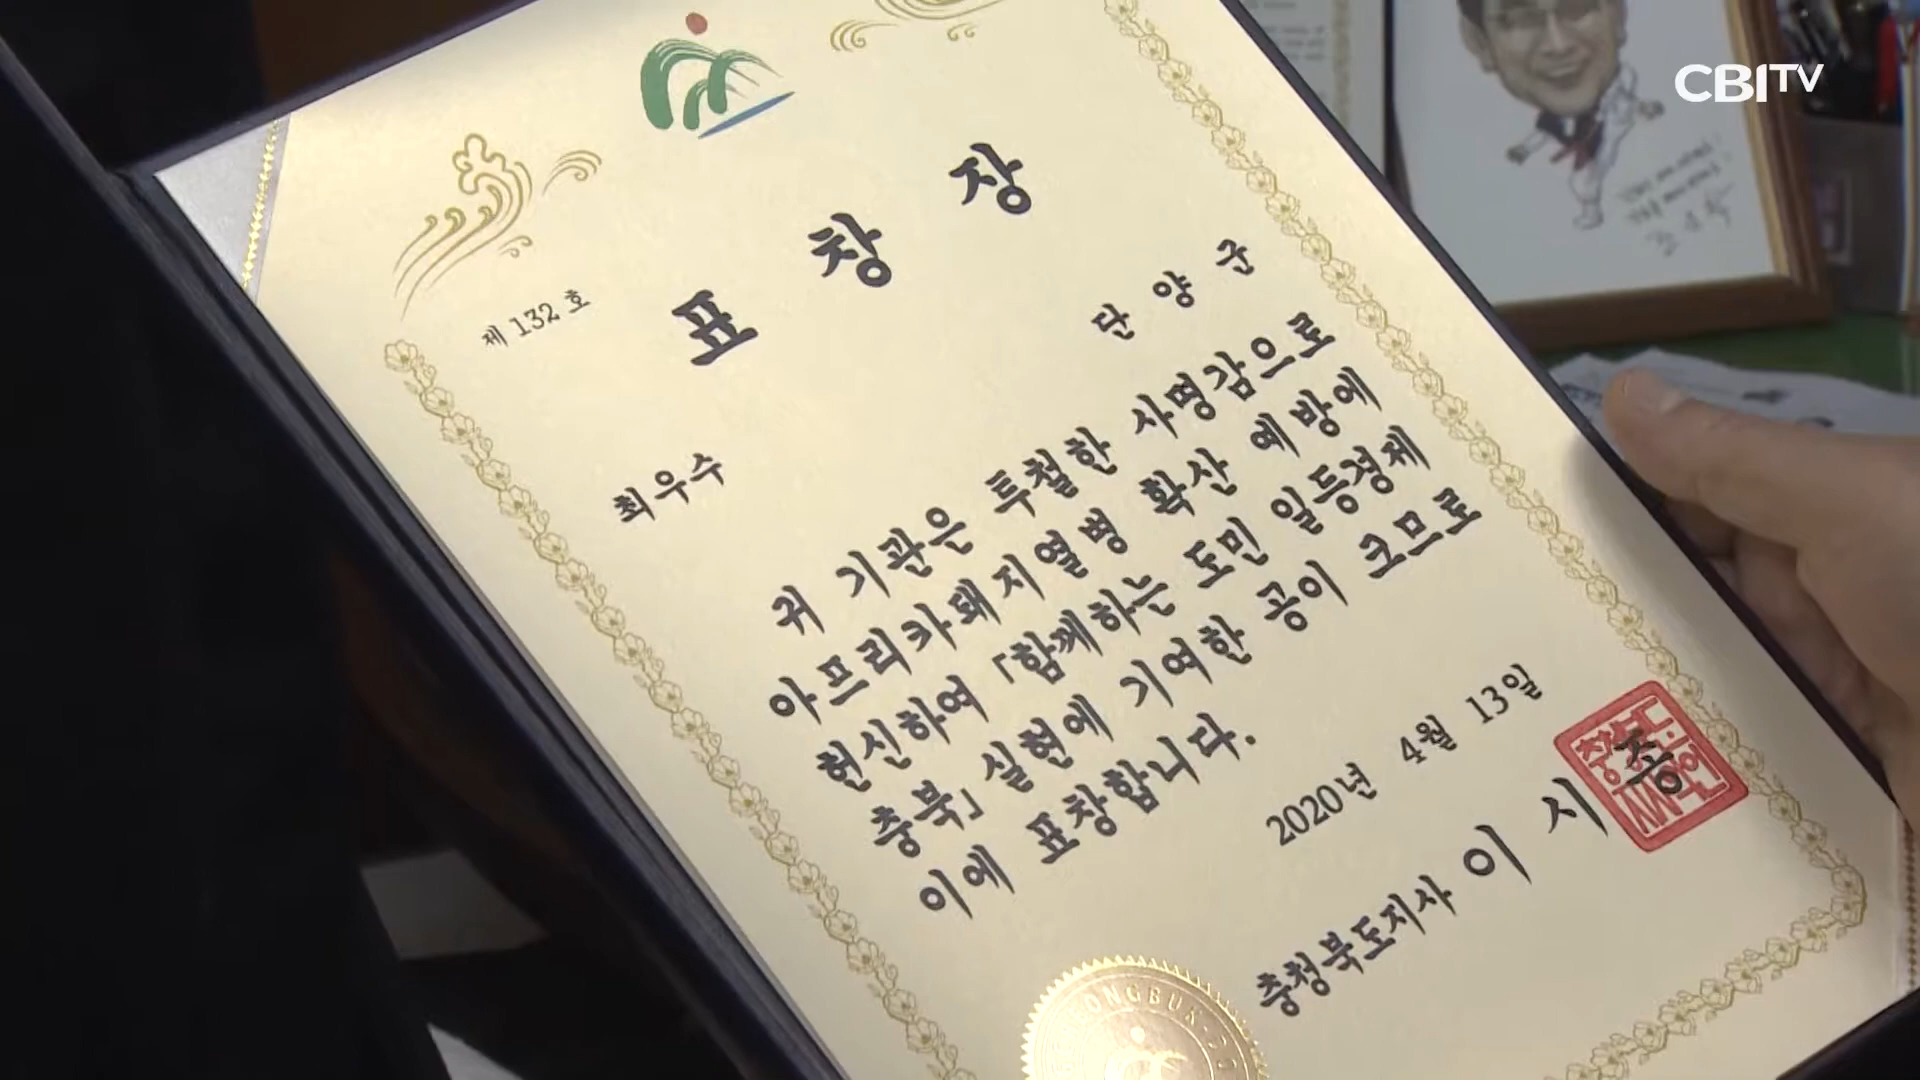 CBITV
표창장
제 132 호
단양군
최우수
귀 기관은 투철한 사명감으로
아프리카돼지열병 확산 예방에
헌신하여 「함께하는 도민 일등경제
충북」 실현에 기여한 공이 크므로
이에 표창합니다.
2020년 4월 13일
충청북도지사 이시종